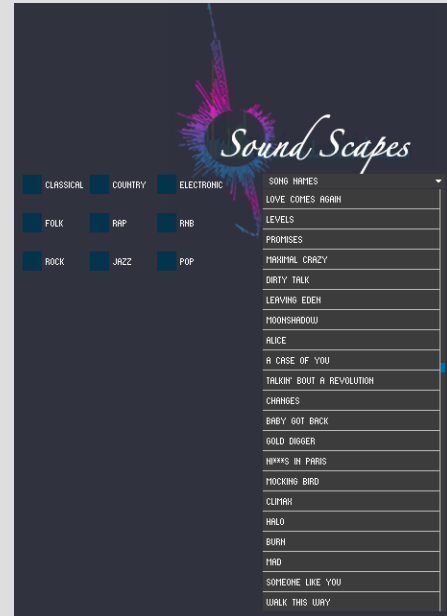 Sound Scapes
CLASSICAL COUNTRY ELECTRONIC
FOLK RAP RNB
ROCK JAZZ POP
SONG NAMES
LOVE COMES AGAIN
LEVELS
PROMISES
MAXIMAL CRAZY
DIRTY TALK
LEAVING EDEN
MOONSHADOW
ALICE
A CASE OF YOU
TALKIN' BOUT A REVOLUTION
CHANGES
BABY GOT BACK
GOLD DIGGER
NI***S IN PARIS
MOCKING BIRD
CLIMAX
HALO
BURN
MAD
SOMEONE LIKE YOU
WALK THIS WAY